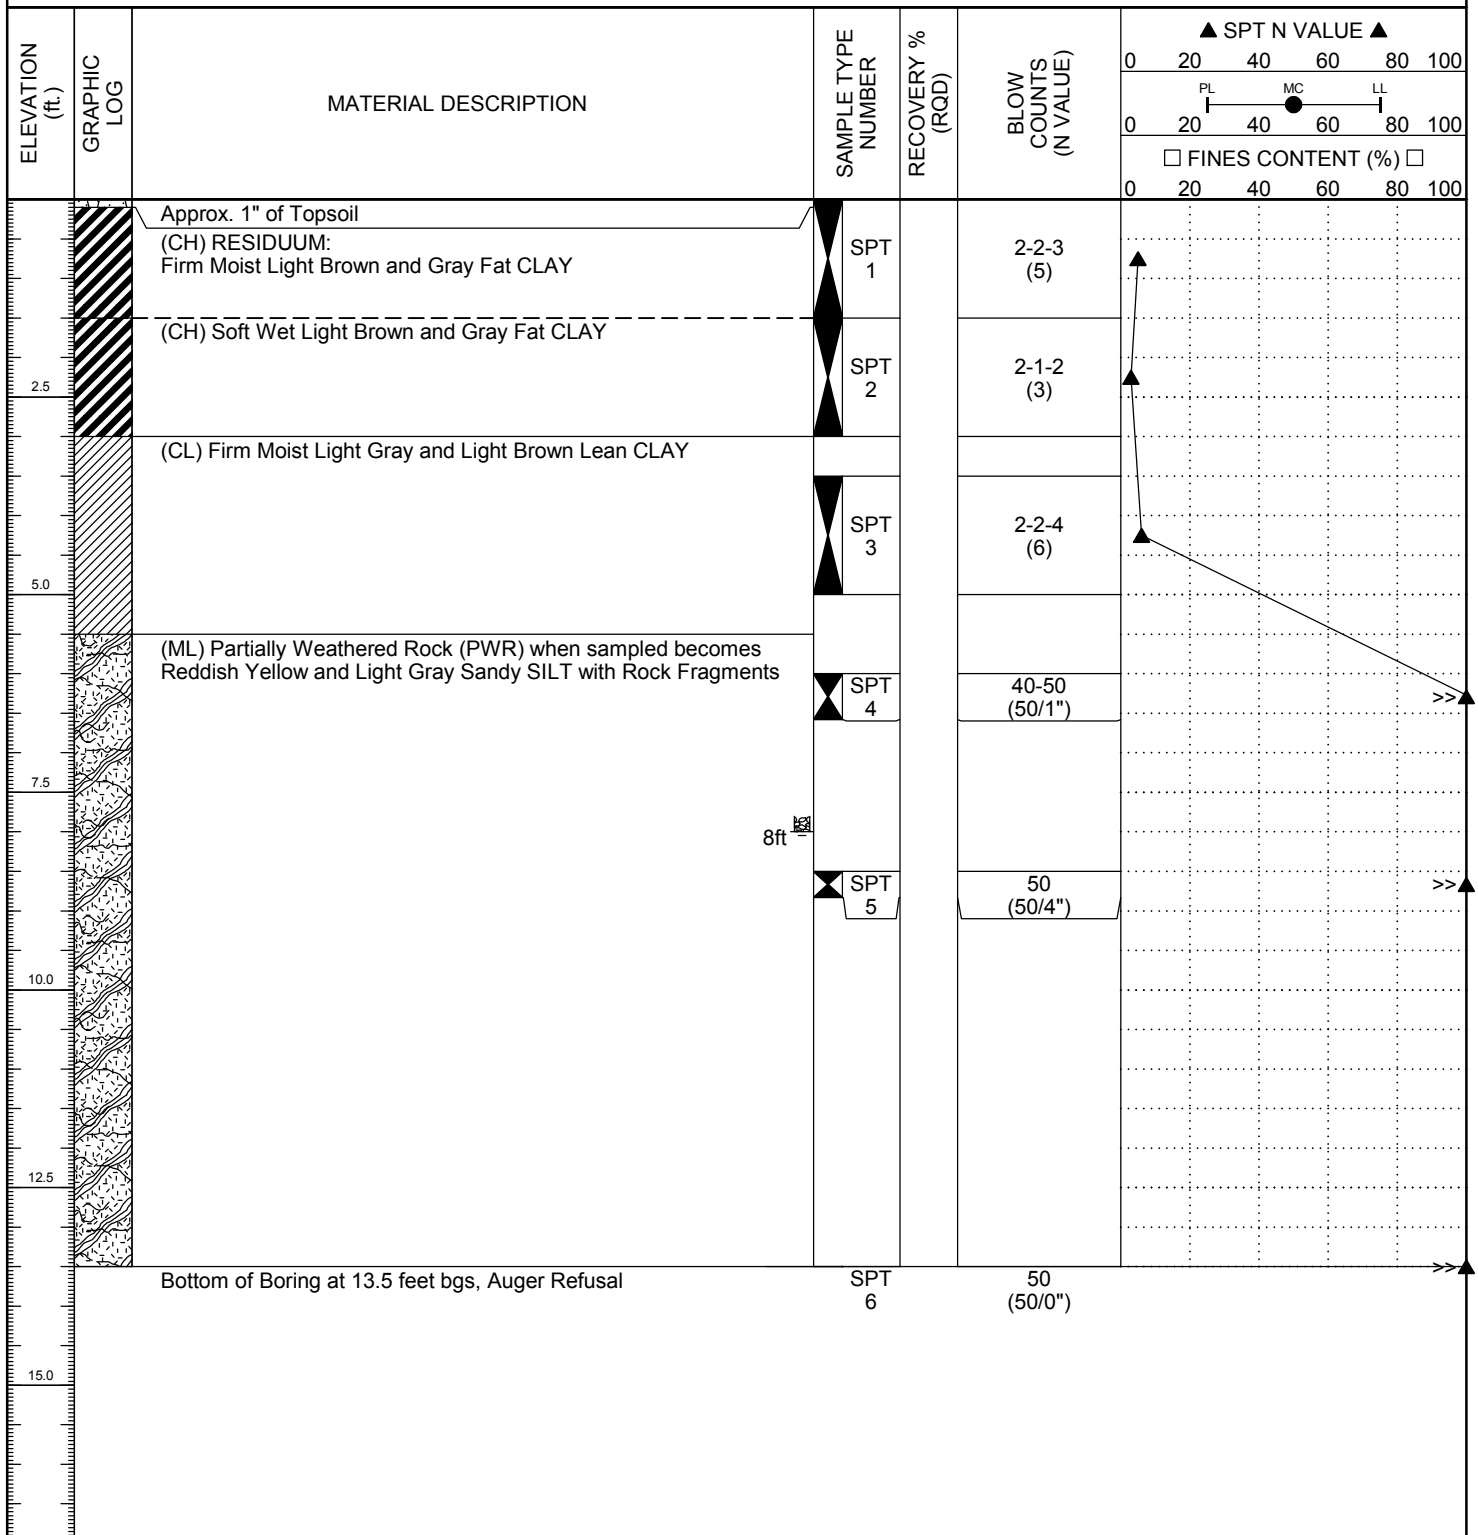 ELEVATION
(ft.)
GRAPHIC
LOG
MATERIAL DESCRIPTION
SAMPLE TYPE
NUMBER
RECOVERY %
(RQD)
BLOW
COUNTS
(N VALUE)
▲ SPT N VALUE ▲
0 20 40 60 80 100
PL MC LL
0 20 40 60 80 100
□ FINES CONTENT (%) □
0 20 40 60 80 100
Approx. 1" of Topsoil
(CH) RESIDUUM:
Firm Moist Light Brown and Gray Fat CLAY
SPT
1
2-2-3
(5)
(CH) Soft Wet Light Brown and Gray Fat CLAY
SPT
2
2-1-2
(3)
2.5
(CL) Firm Moist Light Gray and Light Brown Lean CLAY
SPT
3
2-2-4
(6)
5.0
(ML) Partially Weathered Rock (PWR) when sampled becomes
Reddish Yellow and Light Gray Sandy SILT with Rock Fragments
SPT
4
40-50
(50/1")
>>
7.5
8ft
SPT
5
50
(50/4")
>>
10.0
12.5
Bottom of Boring at 13.5 feet bgs, Auger Refusal
SPT
6
50
(50/0")
>>
15.0